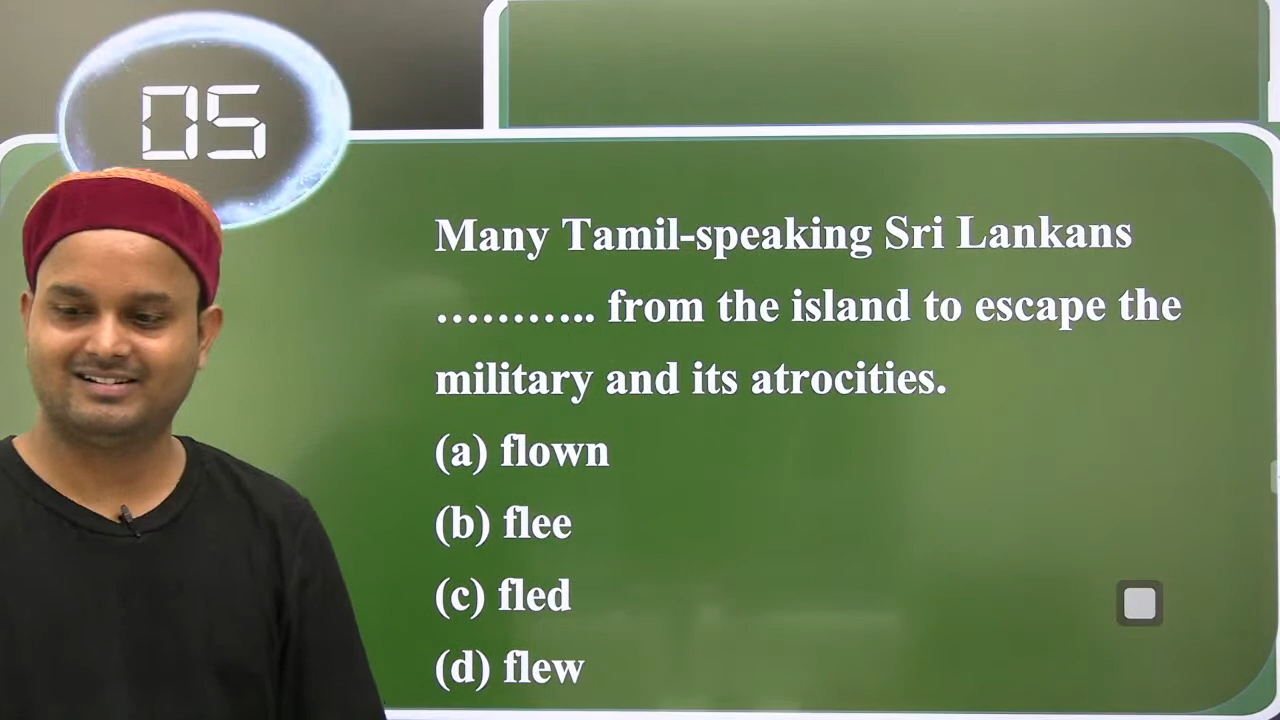 05
Many Tamil-speaking Sri Lankans
……….. from the island to escape the
military and its atrocities.
(a) flown
(b) flee
(c) fled
(d) flew